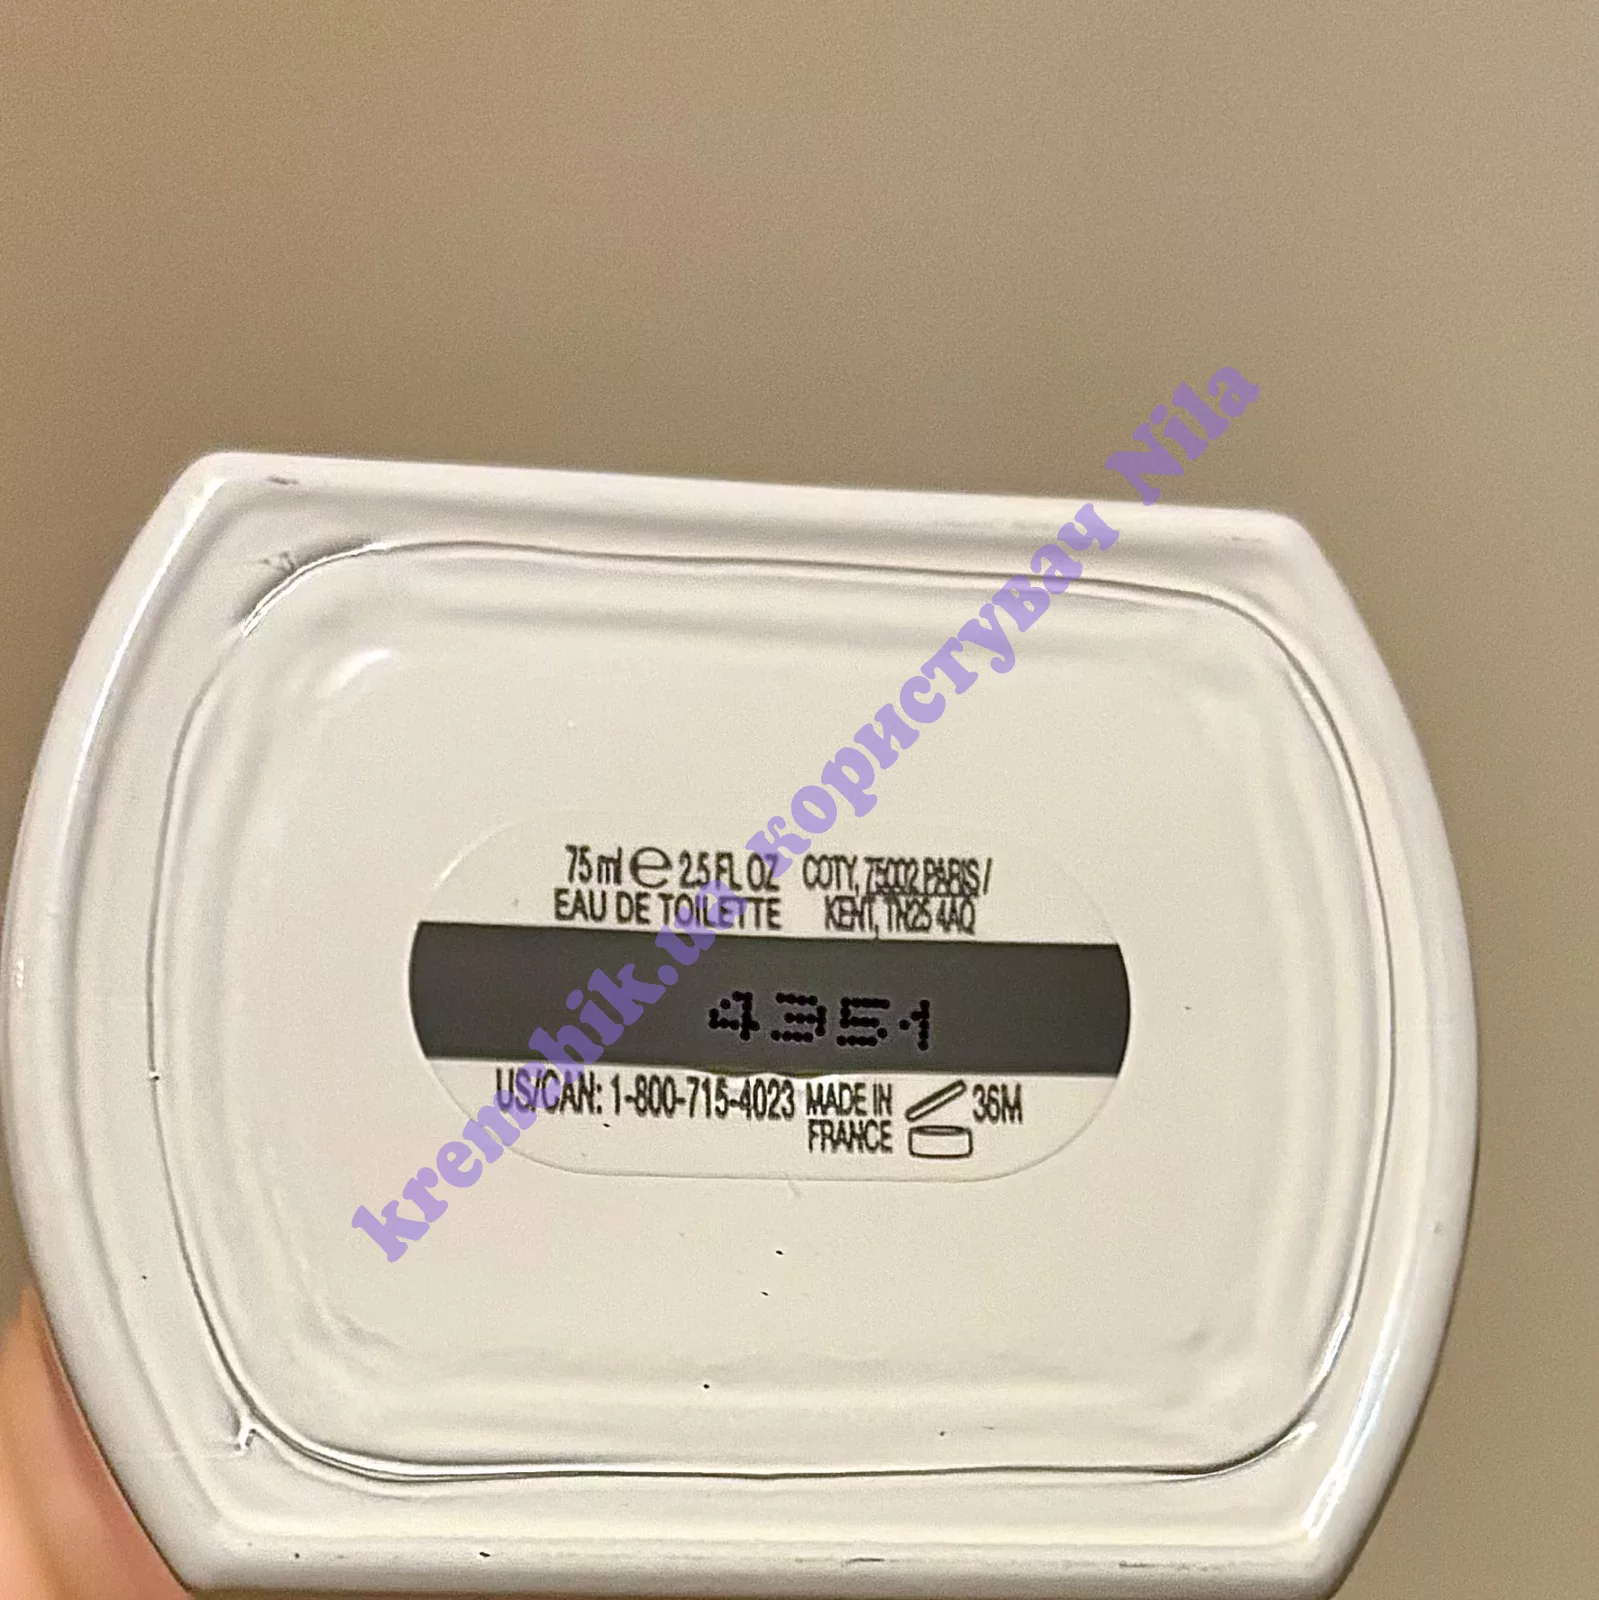 75 ml e 2.5 FL OZ
EAU DE TOILETTE
COTY, 75002 PARIS /
KENT, TN25 4AQ
4351
US/CAN: 1-800-715-4023
MADE IN
FRANCE
36M
kremchik.ua користувач Nila